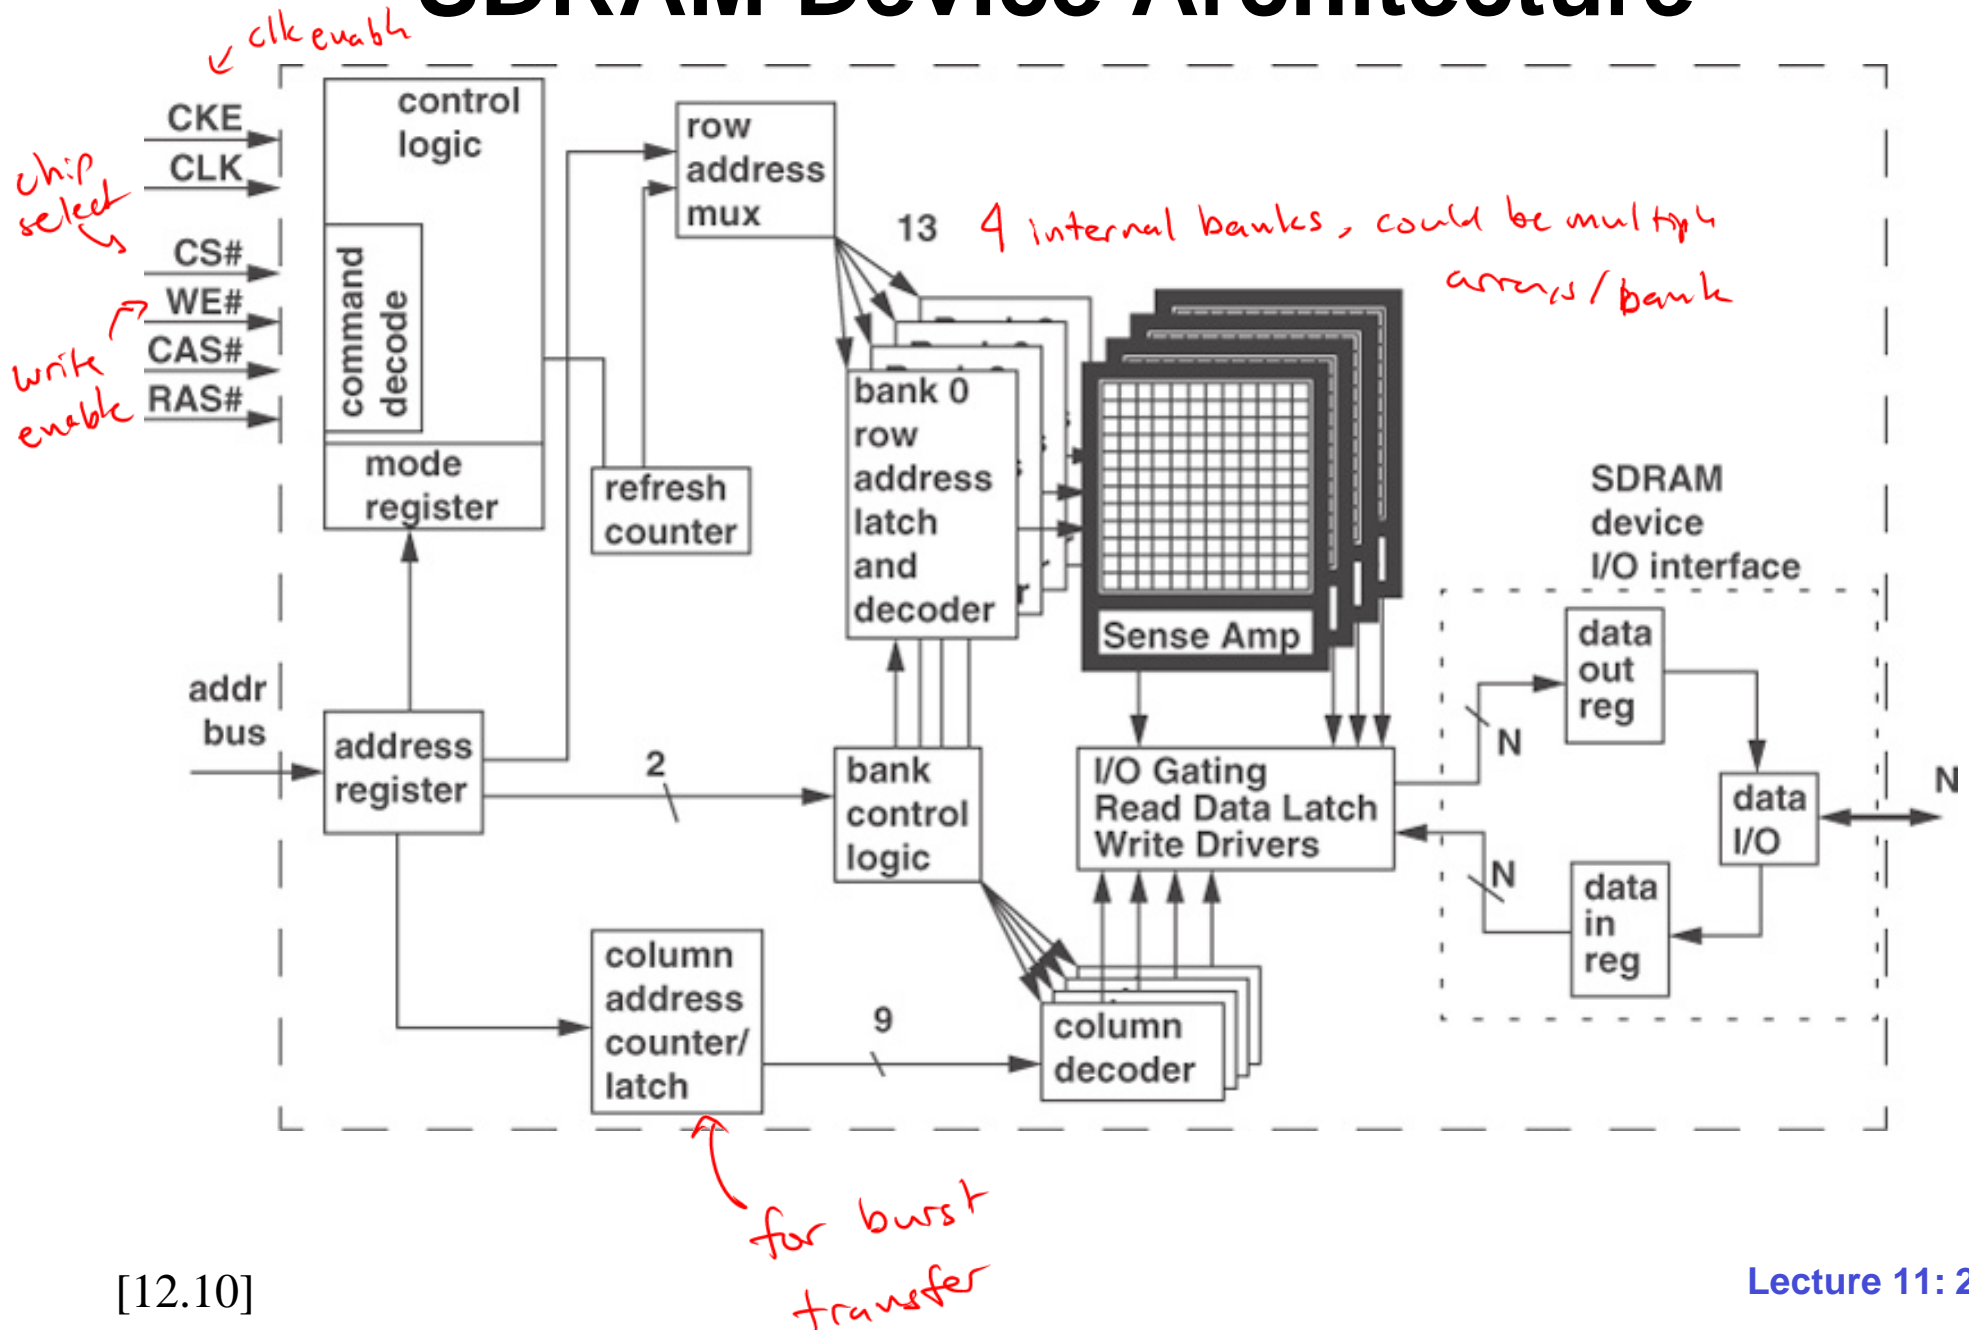 SDRAM Device Architecture
clk enable
CKE
CLK
chip
select
CS#
WE#
CAS#
RAS#
write
enable
control
logic
command
decode
mode
register
row
address
mux
refresh
counter
13
4 internal banks, could be multiple
arrays/bank
bank 0
row
address
latch
and
decoder
Sense Amp
SDRAM
device
I/O interface
data
out
reg
N
data
I/O
N
N
data
in
reg
addr
bus
address
register
2
bank
control
logic
I/O Gating
Read Data Latch
Write Drivers
column
address
counter/
latch
9
column
decoder
for burst
transfer
[12.10]
Lecture 11: 2